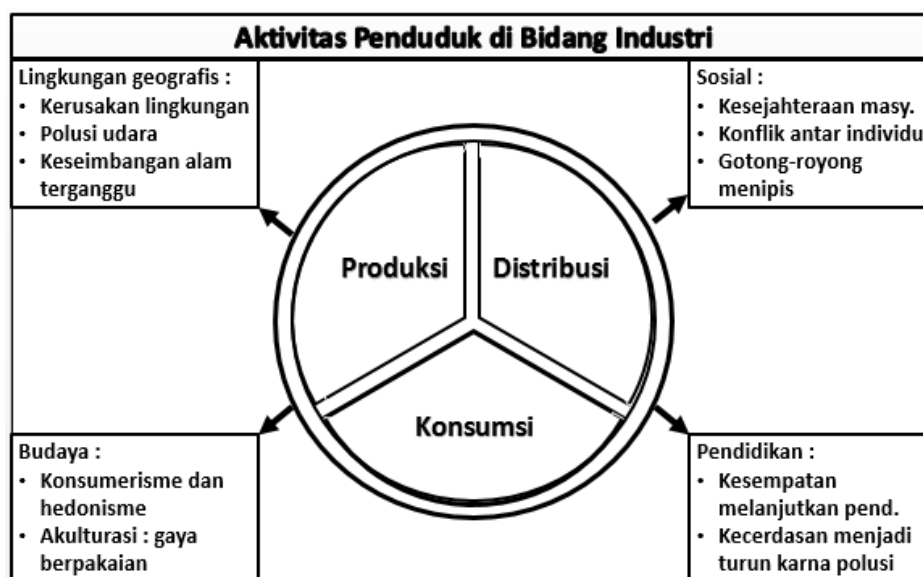 Aktivitas Penduduk di Bidang Industri
Lingkungan geografis :
• Kerusakan lingkungan
• Polusi udara
• Keseimbangan alam
terganggu
Sosial :
• Kesejahteraan masy.
• Konflik antar individu
• Gotong-royong
menipis
Produksi
Distribusi
Konsumsi
Budaya :
• Konsumerisme dan
hedonisme
• Akulturasi : gaya
berpakaian
Pendidikan :
• Kesempatan
melanjutkan pend.
• Kecerdasan menjadi
turun karna polusi